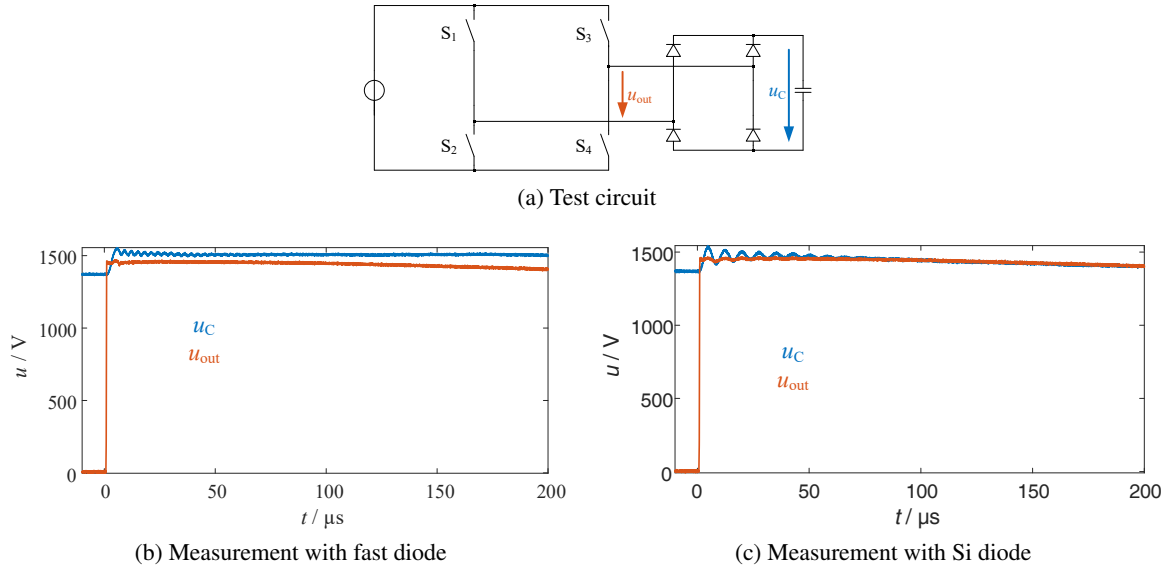 S1 S3
uout uC
S2 S4
(a) Test circuit
1500
1000
500
0
u / V
uC
uout
0 50 100 150 200
t / µs
(b) Measurement with fast diode
1500
1000
500
0
u / V
uC
uout
0 50 100 150 200
t / µs
(c) Measurement with Si diode